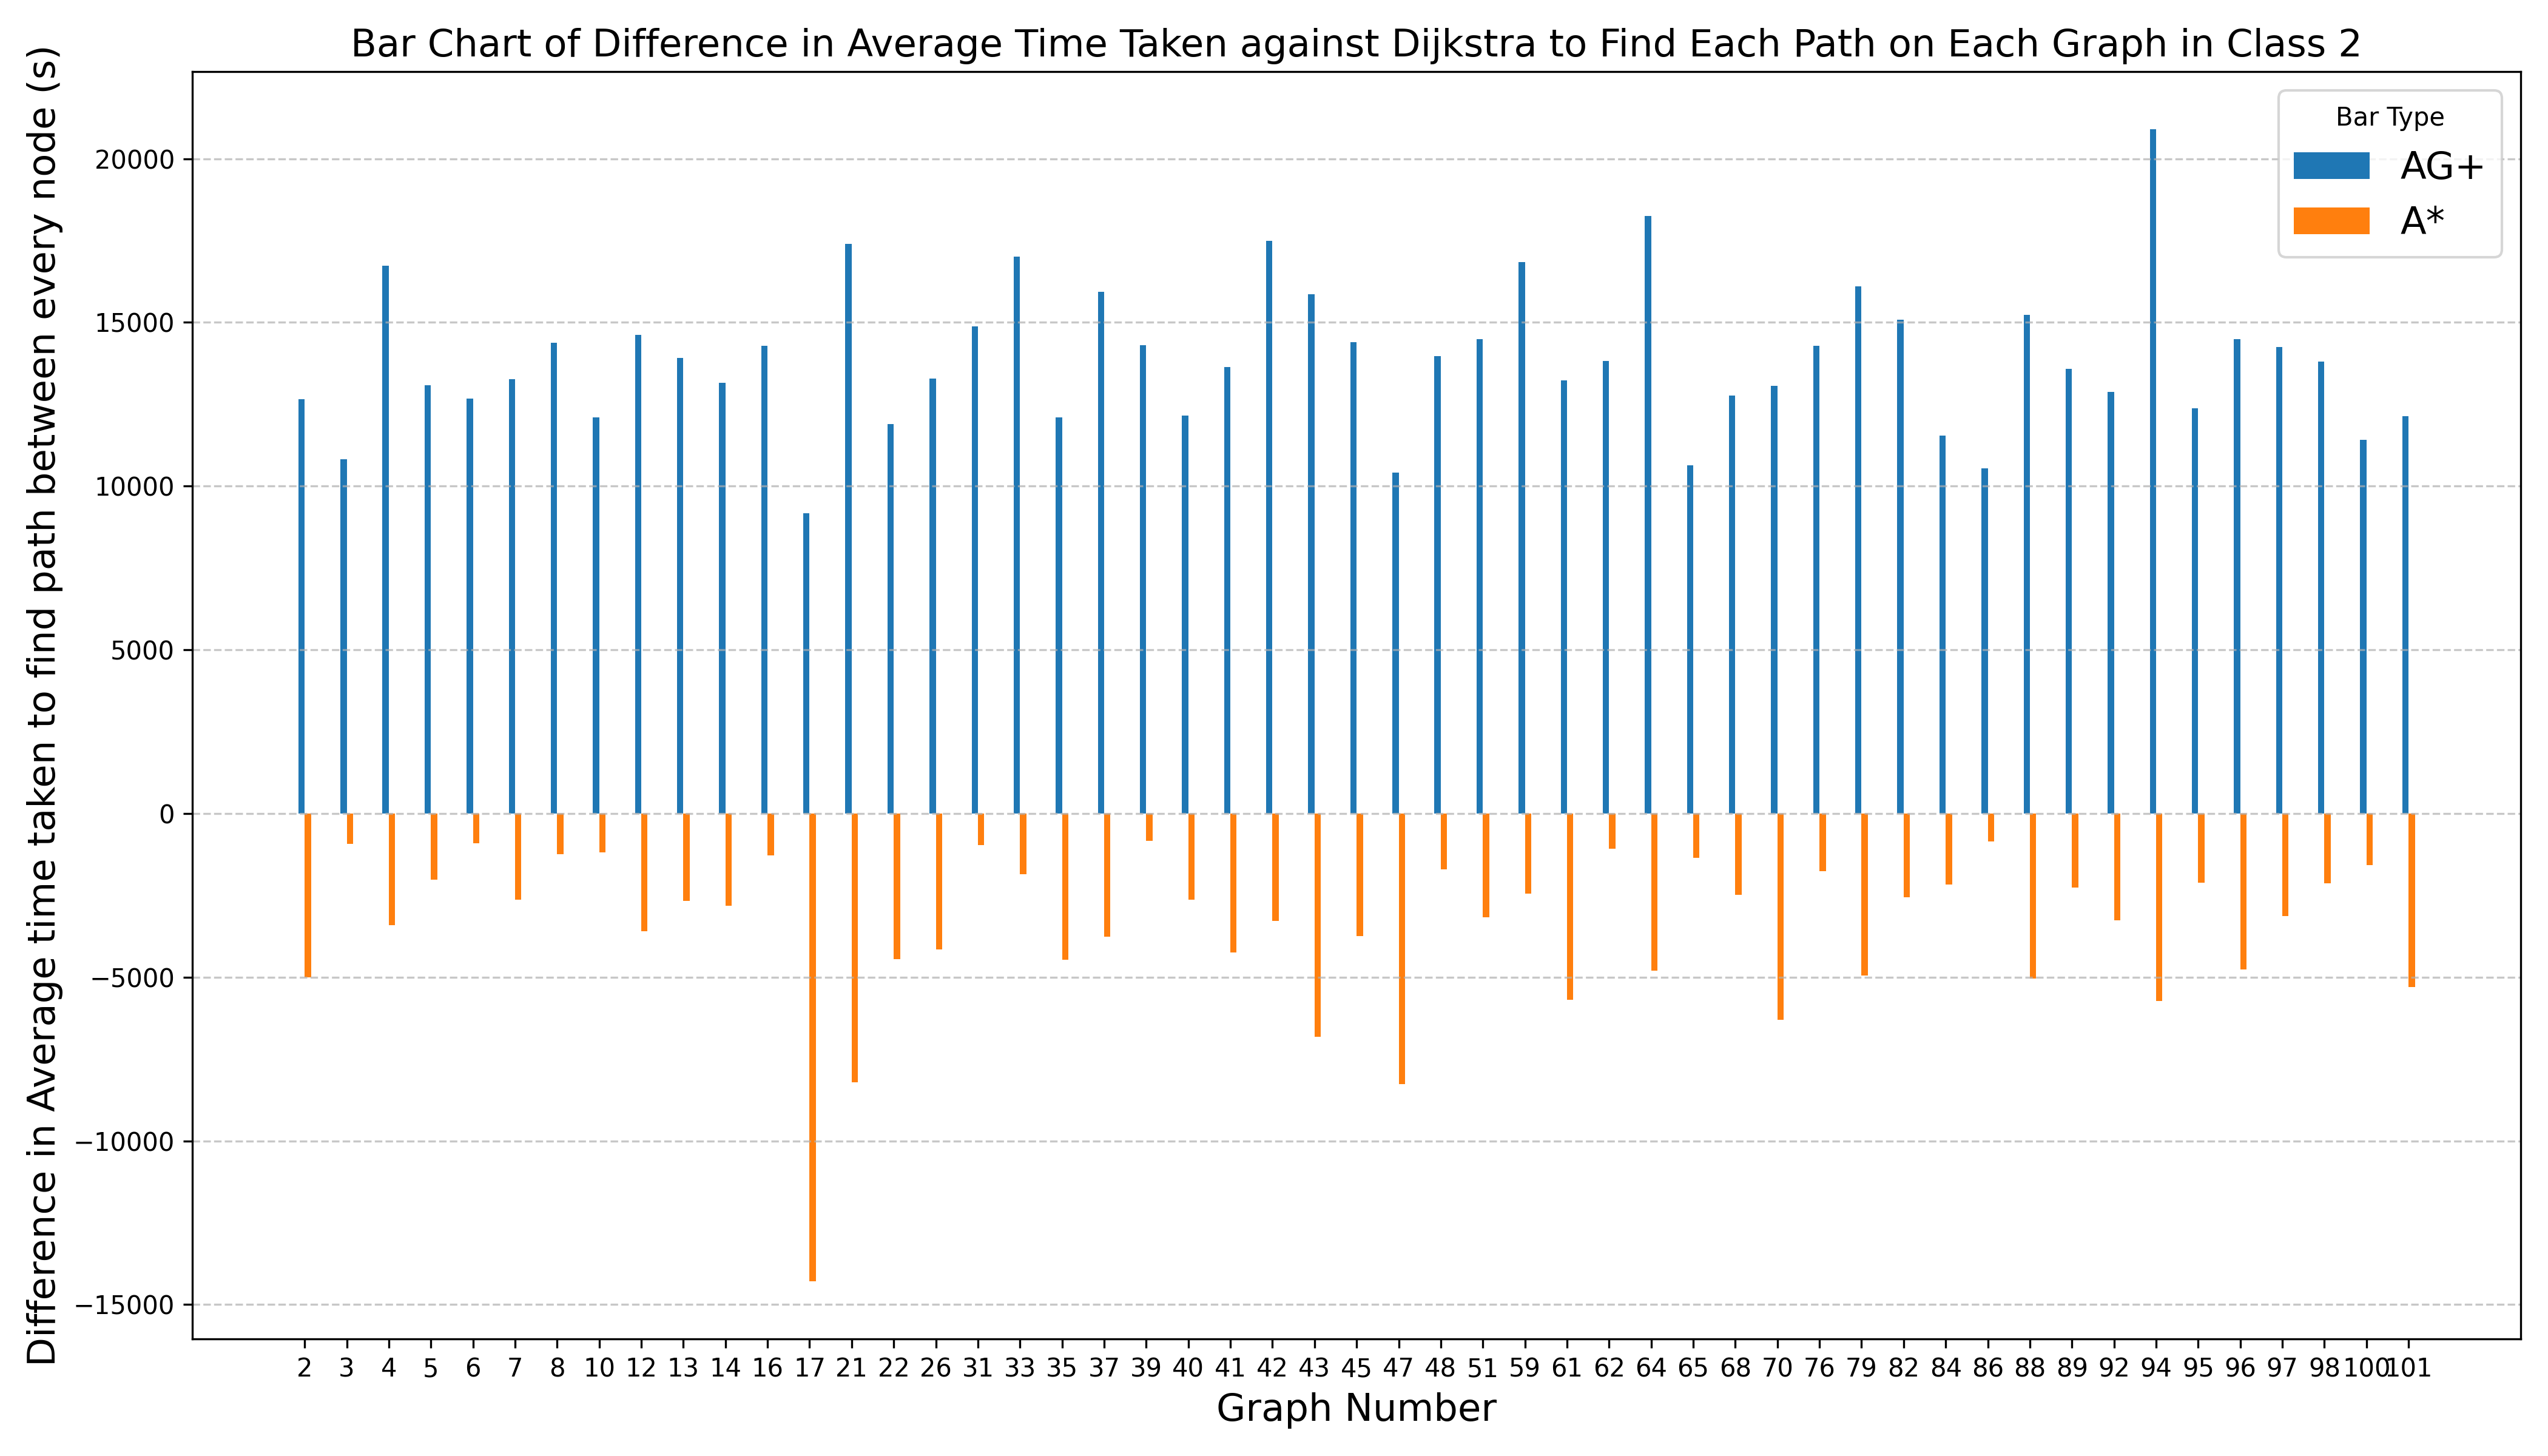 Bar Chart of Difference in Average Time Taken against Dijkstra to Find Each Path on Each Graph in Class 2
Difference in Average time taken to find path between every node (s)
20000
15000
10000
5000
0
−5000
−10000
−15000
Bar Type
AG+
A*
2 3 4 5 6 7 8 10 12 13 14 16 17 21 22 26 31 33 35 37 39 40 41 42 43 45 47 48 51 59 61 62 64 65 68 70 76 79 82 84 86 88 89 92 94 95 96 97 98 100 101
Graph Number